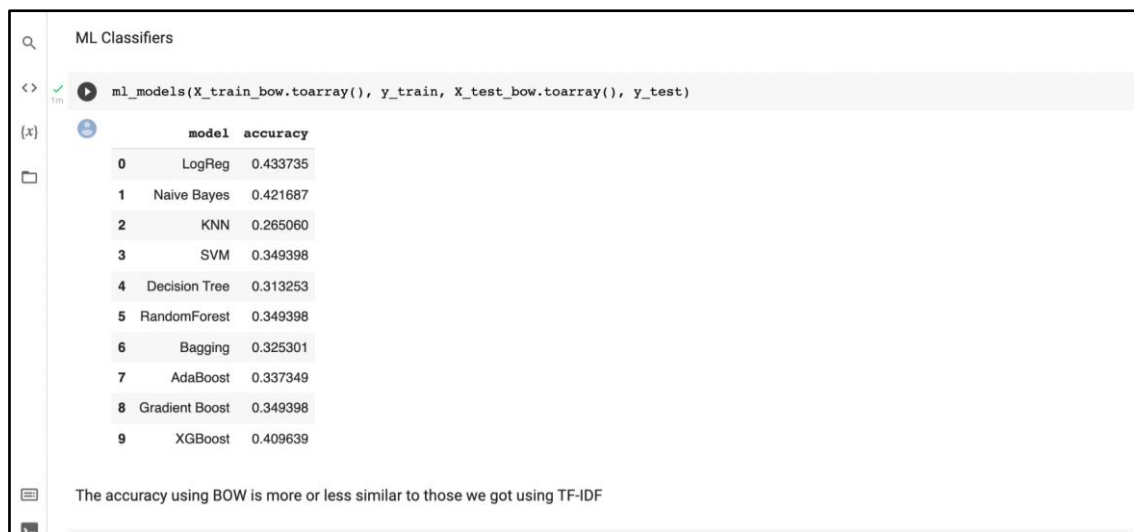 ML Classifiers
<>
1m
ml_models(X_train_bow.toarray(), y_train, X_test_bow.toarray(), y_test)
{x}
model accuracy
0 LogReg 0.433735
1 Naive Bayes 0.421687
2 KNN 0.265060
3 SVM 0.349398
4 Decision Tree 0.313253
5 RandomForest 0.349398
6 Bagging 0.325301
7 AdaBoost 0.337349
8 Gradient Boost 0.349398
9 XGBoost 0.409639
The accuracy using BOW is more or less similar to those we got using TF-IDF